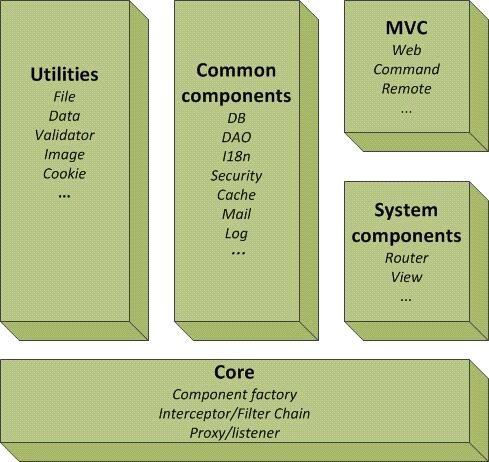 Utilities
File
Data
Validator
Image
Cookie
...
Common
components
DB
DAO
I18n
Security
Cache
Mail
Log
...
MVC
Web
Command
Remote
...
System
components
Router
View
...
Core
Component factory
Interceptor/Filter Chain
Proxy/listener